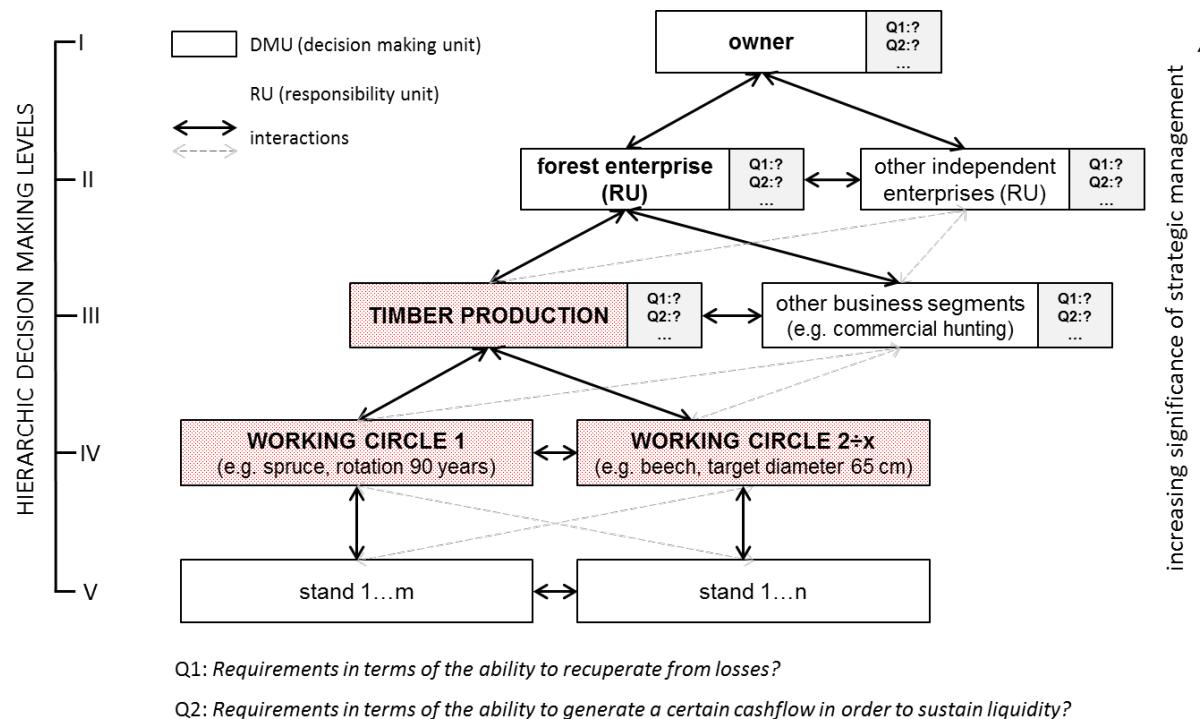 HIERARCHIC DECISION MAKING LEVELS
I
DMU (decision making unit)
RU (responsibility unit)
interactions
owner
Q1:?
Q2:?
...
II
forest enterprise
(RU)
Q1:?
Q2:?
...
other independent
enterprises (RU)
Q1:?
Q2:?
...
III
TIMBER PRODUCTION
Q1:?
Q2:?
...
other business segments
(e.g. commercial hunting)
Q1:?
Q2:?
...
IV
WORKING CIRCLE 1
(e.g. spruce, rotation 90 years)
WORKING CIRCLE 2÷x
(e.g. beech, target diameter 65 cm)
V
stand 1...m
stand 1...n
increasing significance of strategic management
Q1: Requirements in terms of the ability to recuperate from losses?
Q2: Requirements in terms of the ability to generate a certain cashflow in order to sustain liquidity?